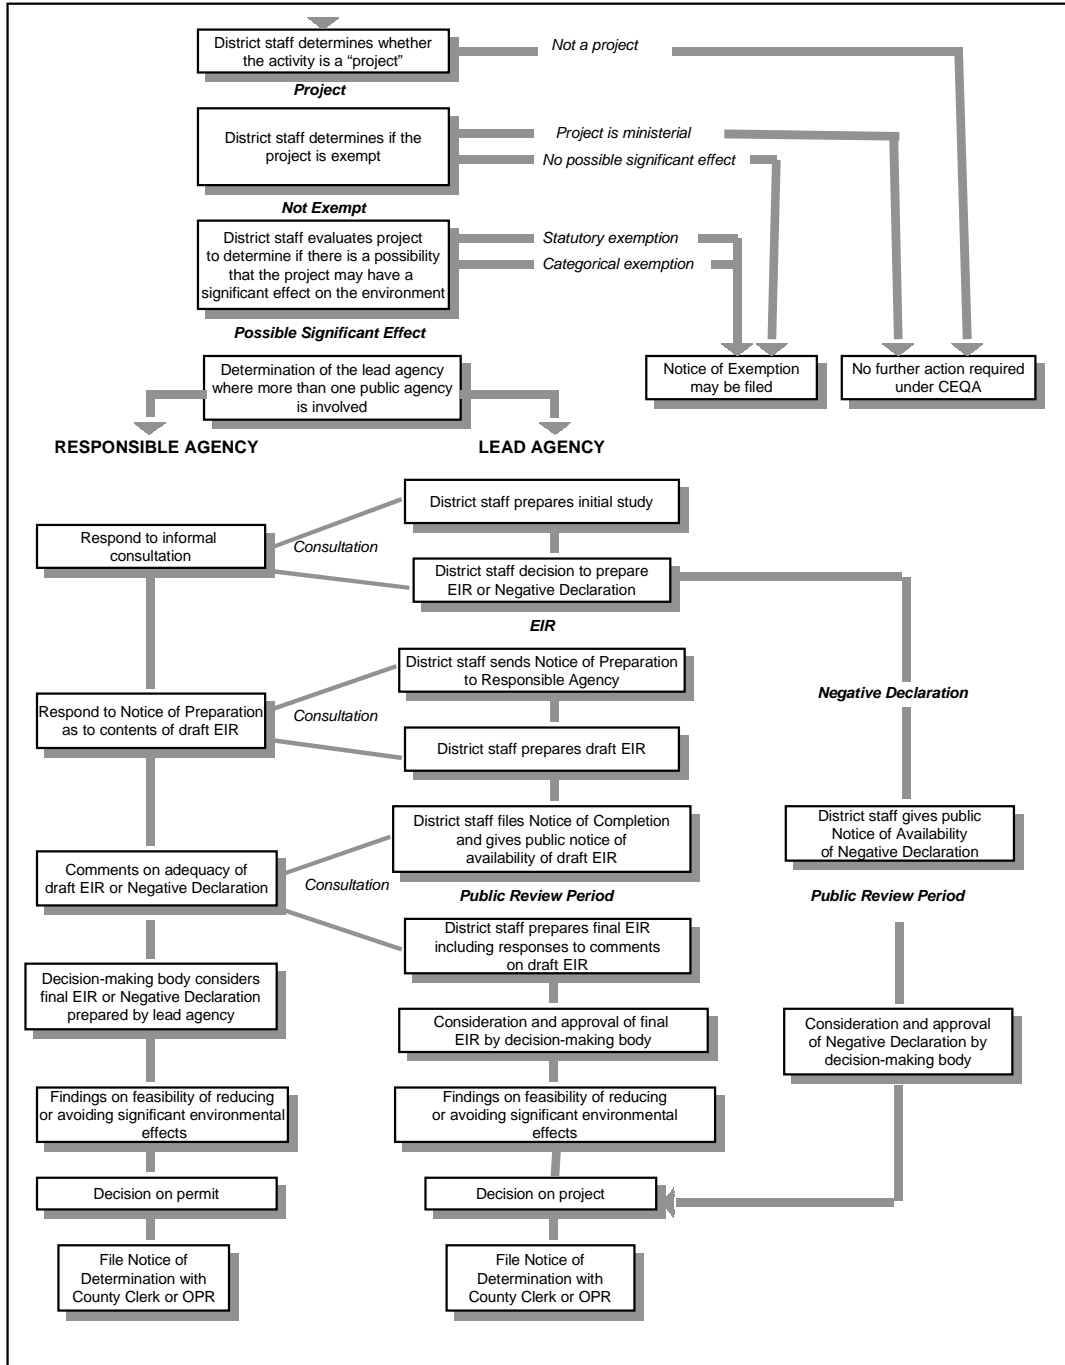 District staff determines whether
the activity is a “project”
Not a project
Project
District staff determines if the
project is exempt
Project is ministerial
No possible significant effect
Not Exempt
District staff evaluates project
to determine if there is a possibility
that the project may have a
significant effect on the environment
Statutory exemption
Categorical exemption
Possible Significant Effect
Determination of the lead agency
where more than one public agency
is involved
Notice of Exemption
may be filed
No further action required
under CEQA
RESPONSIBLE AGENCY
LEAD AGENCY
District staff prepares initial study
Respond to informal
consultation
Consultation
District staff decision to prepare
EIR or Negative Declaration
EIR
District staff sends Notice of Preparation
to Responsible Agency
Negative Declaration
Respond to Notice of Preparation
as to contents of draft EIR
Consultation
District staff prepares draft EIR
District staff files Notice of Completion
and gives public notice of
availability of draft EIR
District staff gives public
Notice of Availability
of Negative Declaration
Comments on adequacy of
draft EIR or Negative Declaration
Consultation
Public Review Period
Public Review Period
District staff prepares final EIR
including responses to comments
on draft EIR
Decision-making body considers
final EIR or Negative Declaration
prepared by lead agency
Consideration and approval of final
EIR by decision-making body
Consideration and approval
of Negative Declaration by
decision-making body
Findings on feasibility of reducing
or avoiding significant environmental
effects
Findings on feasibility of reducing
or avoiding significant environmental
effects
Decision on permit
Decision on project
File Notice of
Determination with
County Clerk or OPR
File Notice of
Determination with
County Clerk or OPR